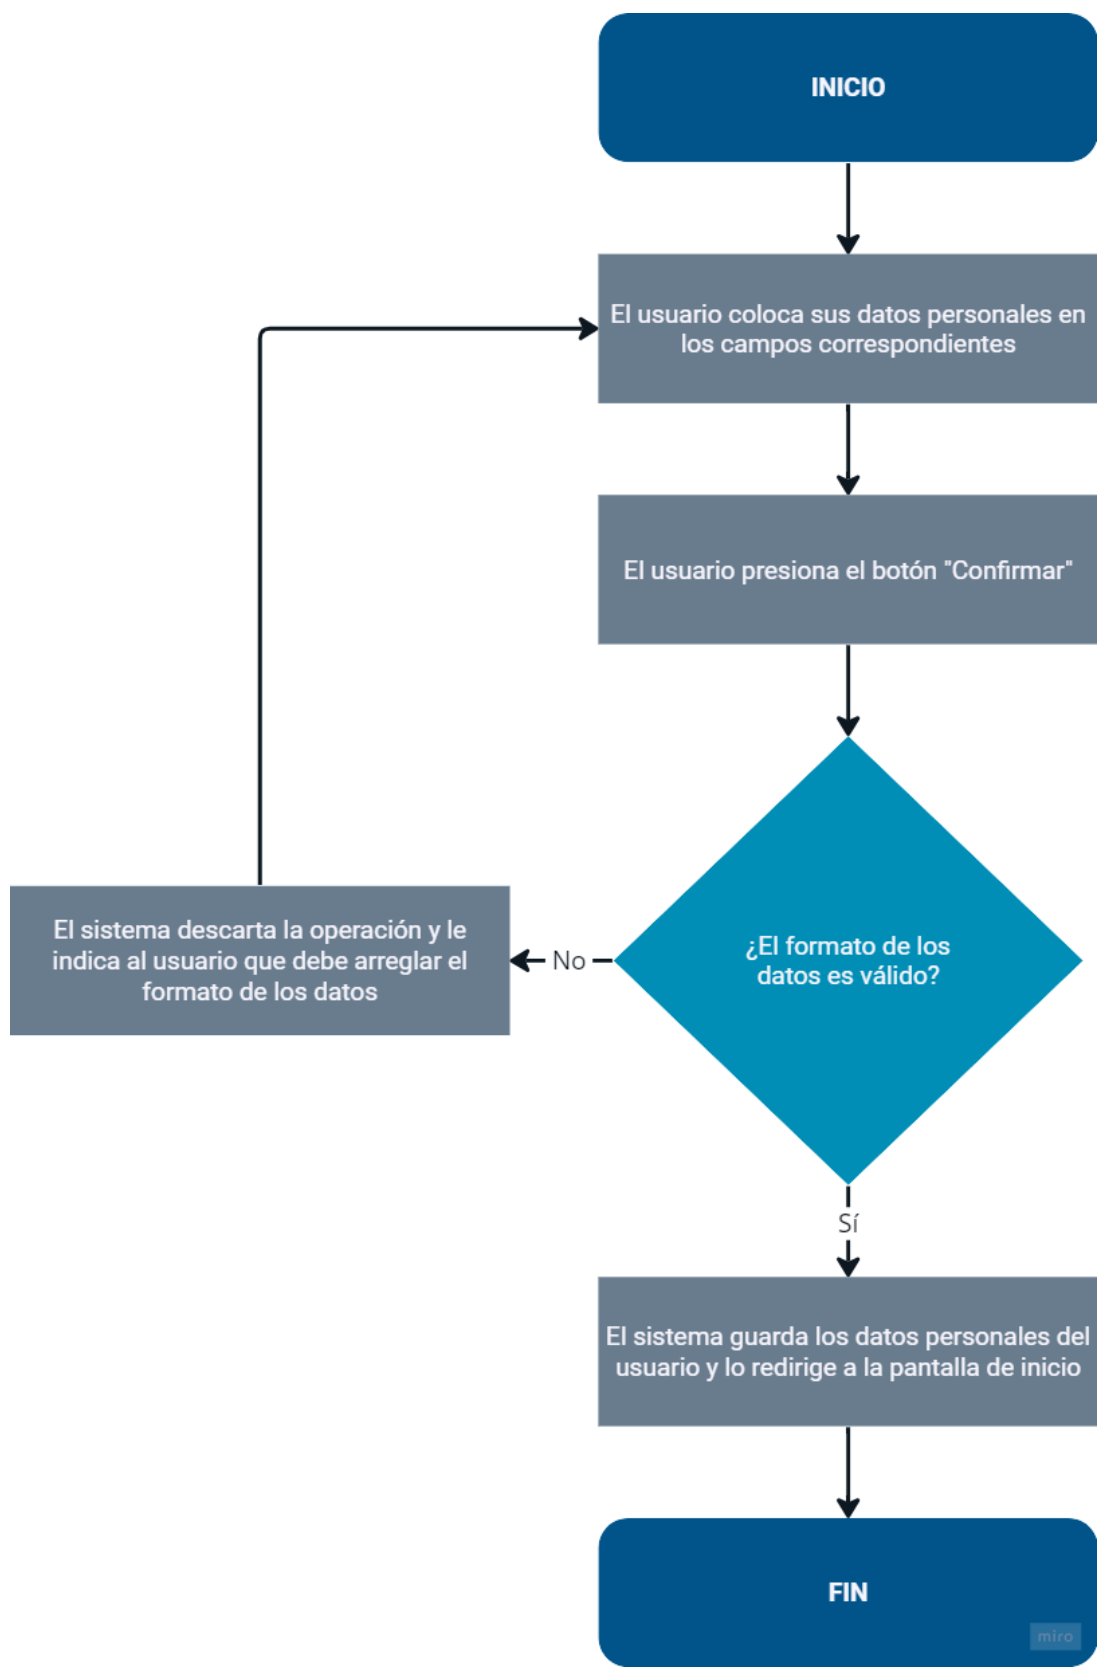 INICIO
El usuario coloca sus datos personales en
los campos correspondientes
El usuario presiona el botón "Confirmar"
¿El formato de los
datos es válido?
No
El sistema descarta la operación y le
indica al usuario que debe arreglar el
formato de los datos
Sí
El sistema guarda los datos personales del
usuario y lo redirige a la pantalla de inicio
FIN
miro